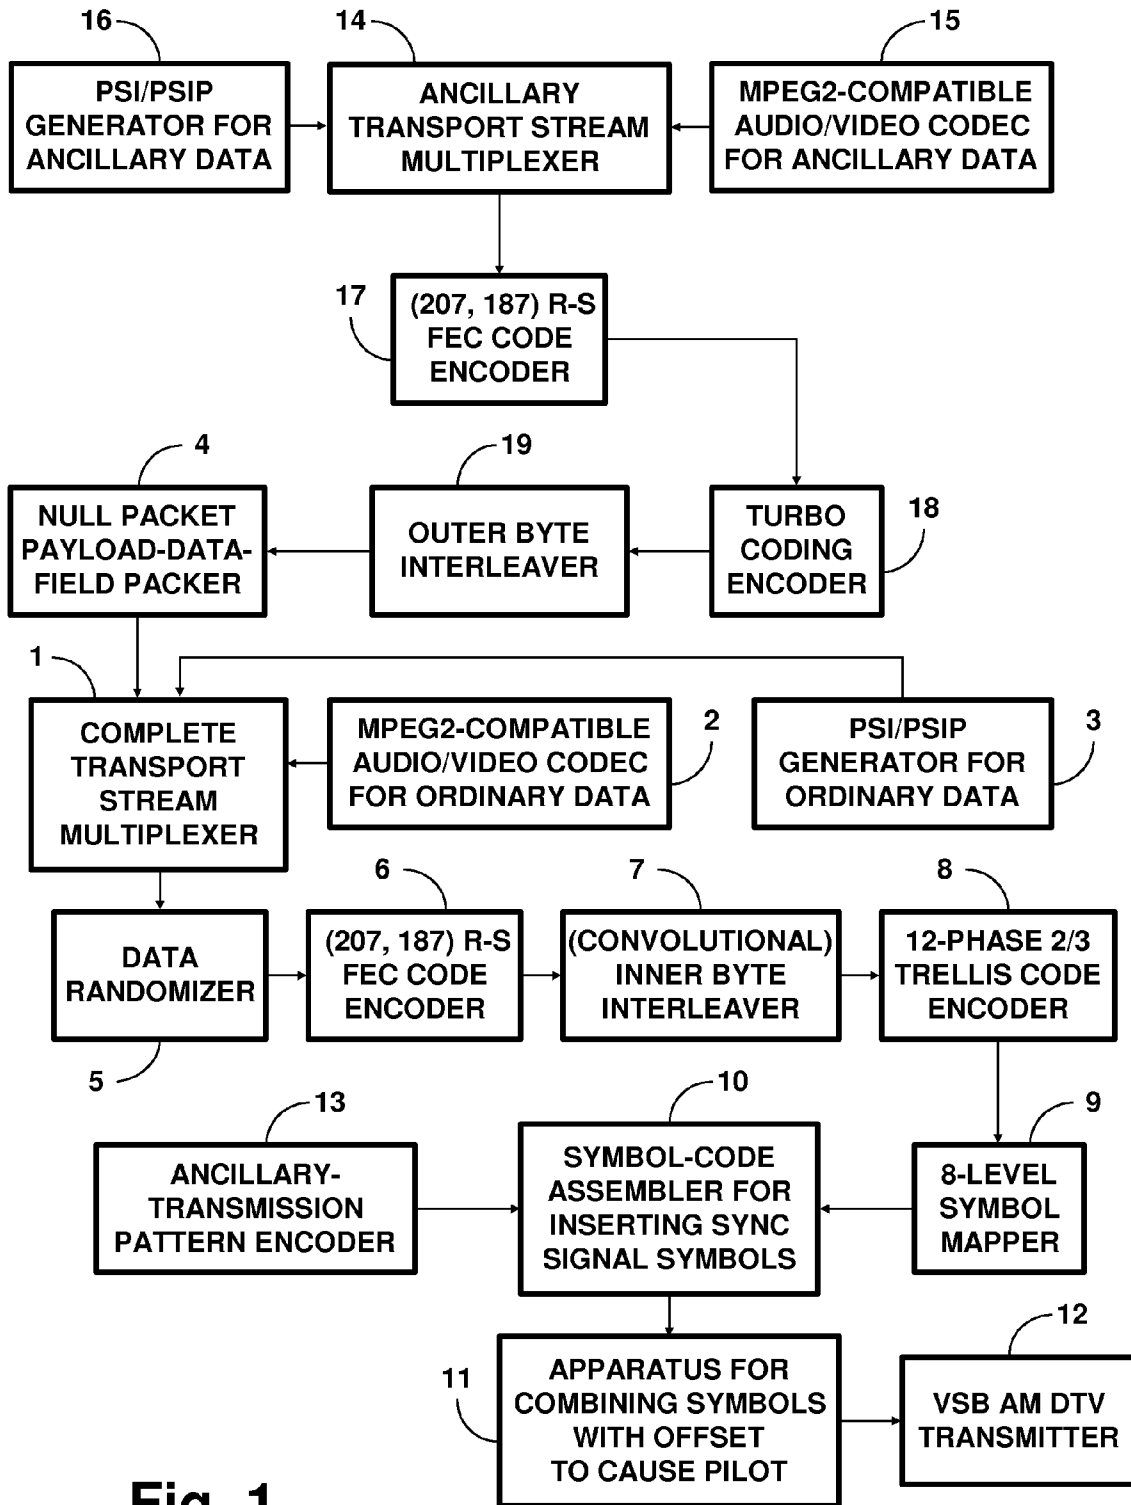 16
14
15
PSI/PSIP
GENERATOR FOR
ANCILLARY DATA
ANCILLARY
TRANSPORT STREAM
MULTIPLEXER
MPEG2-COMPATIBLE
AUDIO/VIDEO CODEC
FOR ANCILLARY DATA
17
(207, 187) R-S
FEC CODE
ENCODER
4
19
18
NULL PACKET
PAYLOAD-DATA-
FIELD PACKER
OUTER BYTE
INTERLEAVER
TURBO
CODING
ENCODER
1
2
3
COMPLETE
TRANSPORT
STREAM
MULTIPLEXER
MPEG2-COMPATIBLE
AUDIO/VIDEO CODEC
FOR ORDINARY DATA
PSI/PSIP
GENERATOR FOR
ORDINARY DATA
6
7
8
DATA
RANDOMIZER
(207, 187) R-S
FEC CODE
ENCODER
(CONVOLUTIONAL)
INNER BYTE
INTERLEAVER
12-PHASE 2/3
TRELLIS CODE
ENCODER
5
13
10
9
ANCILLARY-
TRANSMISSION
PATTERN ENCODER
SYMBOL-CODE
ASSEMBLER FOR
INSERTING SYNC
SIGNAL SYMBOLS
8-LEVEL
SYMBOL
MAPPER
11
12
APPARATUS FOR
COMBINING SYMBOLS
WITH OFFSET
TO CAUSE PILOT
VSB AM DTV
TRANSMITTER
Fig. 1